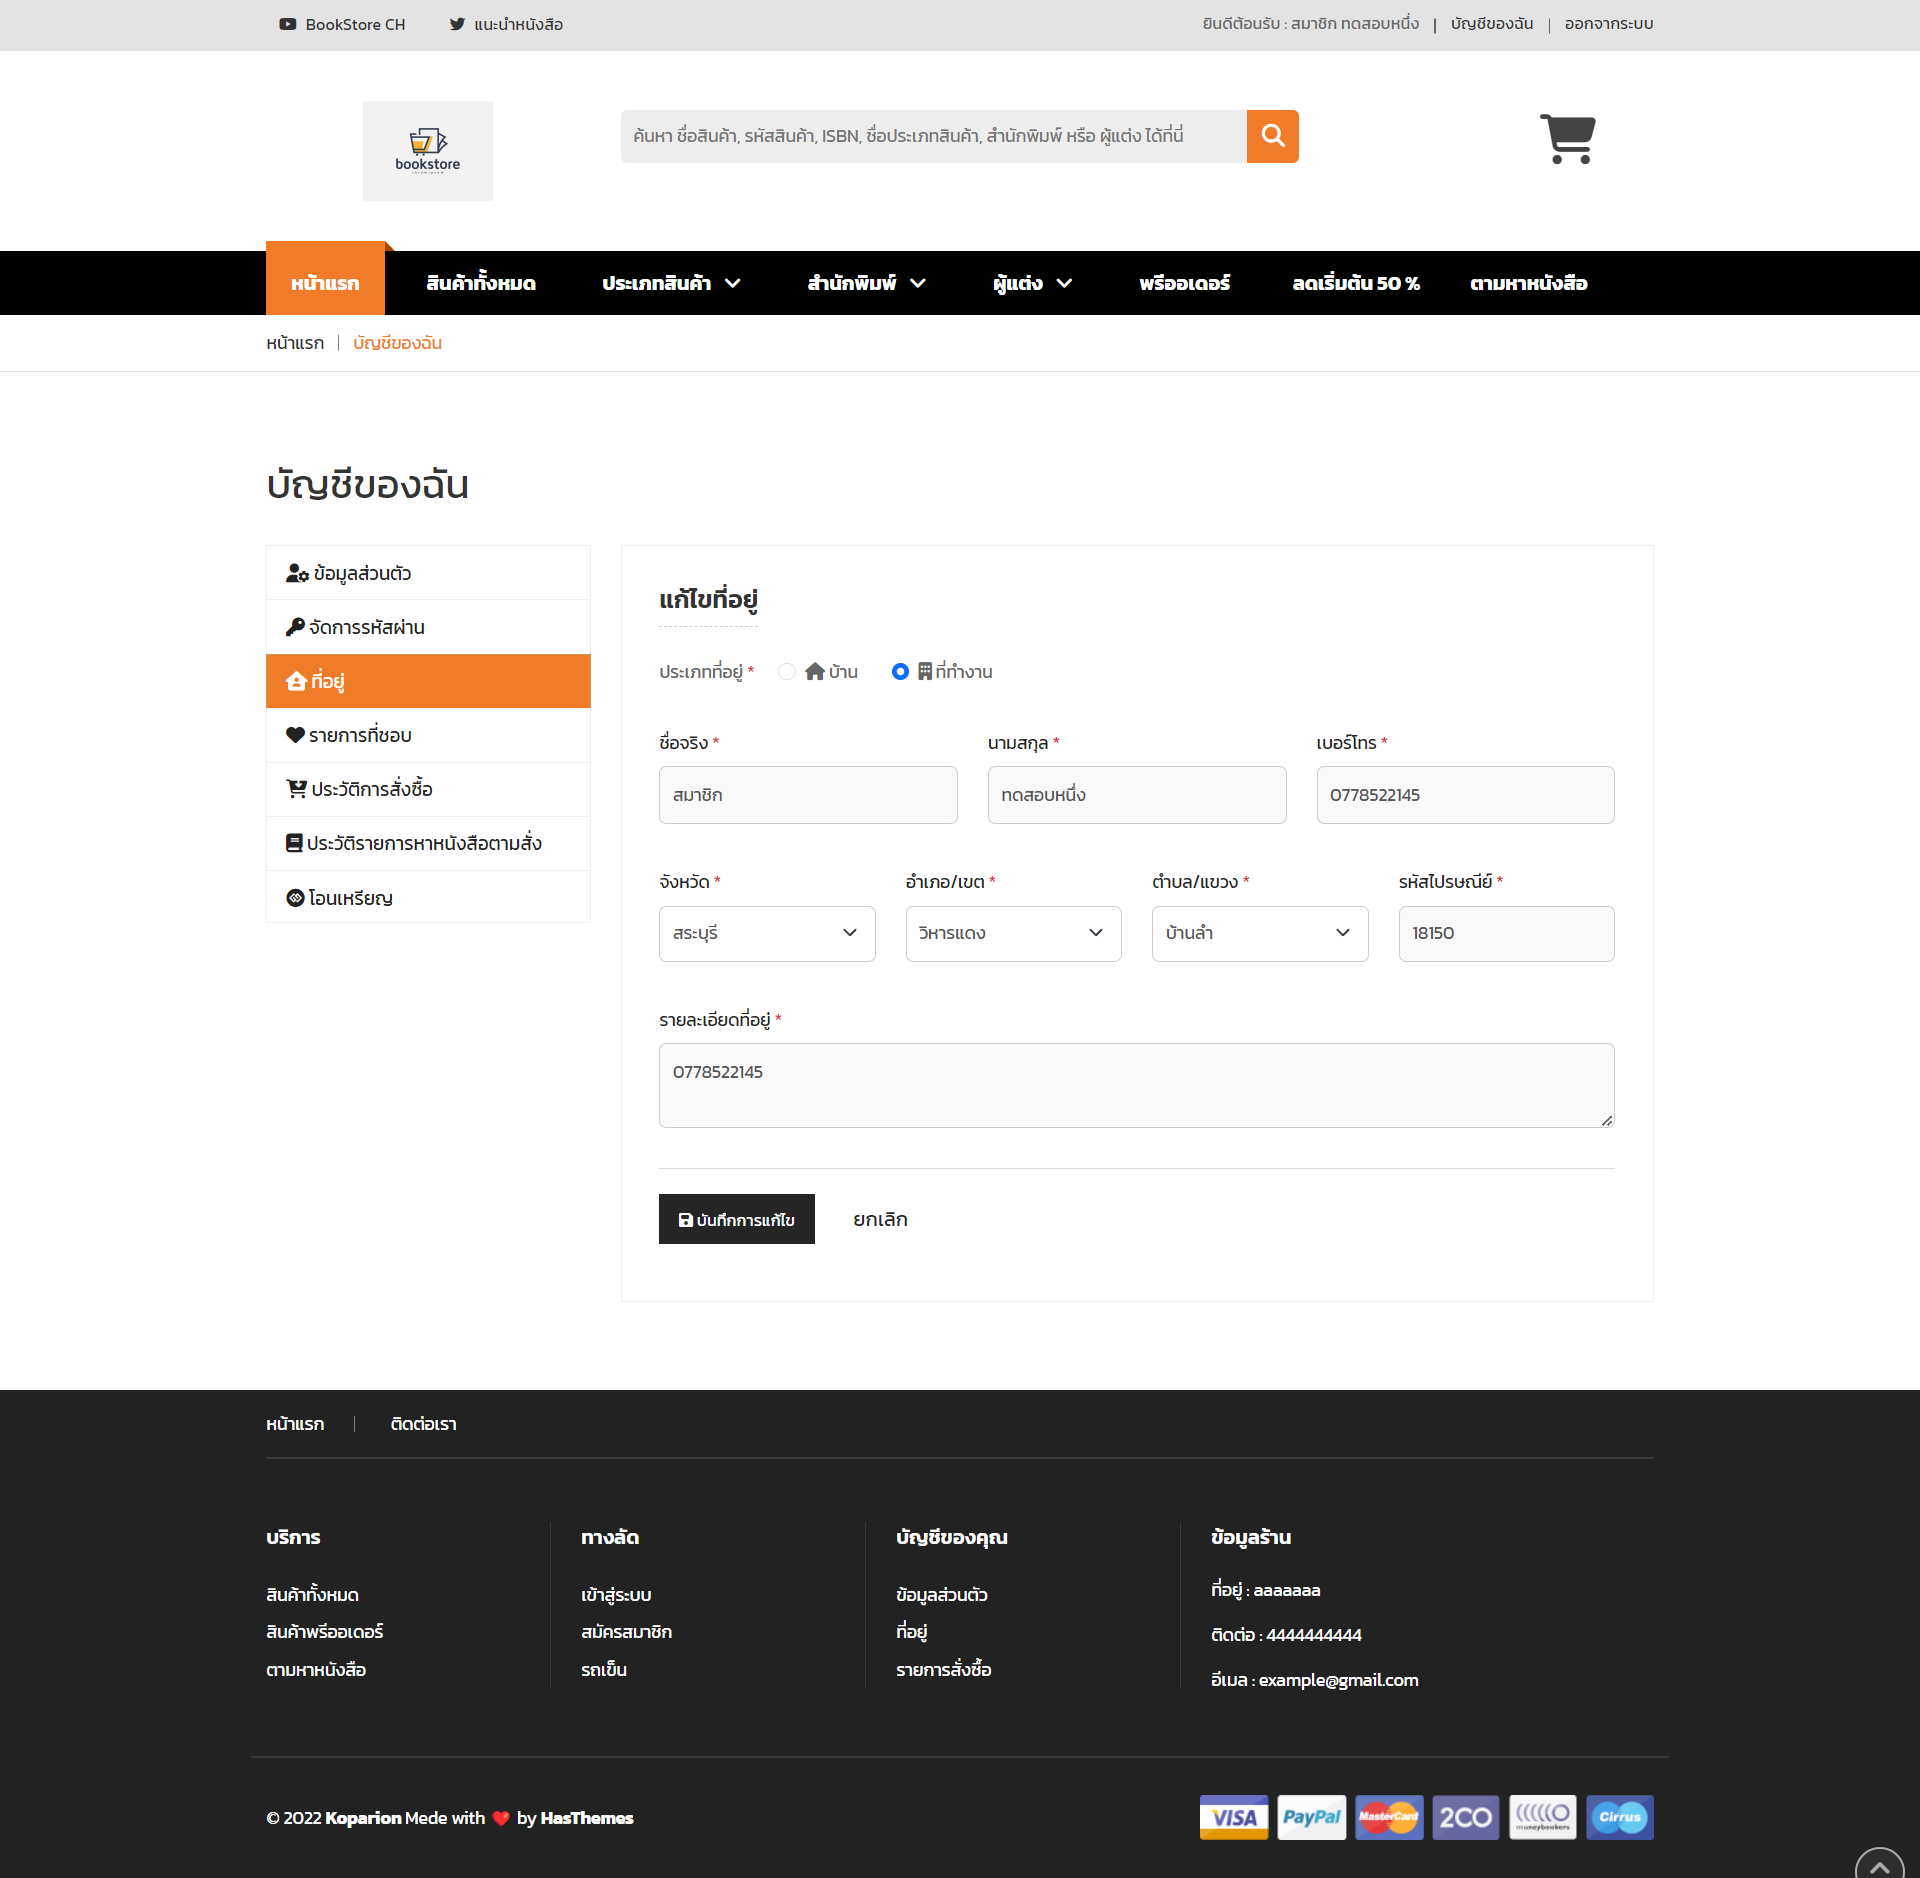 BookStore CH แนะนำหนังสือ ยินดีต้อนรับ : สมาชิก ทดสอบหนึ่ง | บัญชีของฉัน | ออกจากระบบ
bookstore
ค้นหา ชื่อสินค้า, รหัสสินค้า, ISBN, ชื่อประเภทสินค้า, สำนักพิมพ์ หรือ ผู้แต่ง ได้ที่นี่
หน้าแรก สินค้าทั้งหมด ประเภทสินค้า สำนักพิมพ์ ผู้แต่ง พรีออเดอร์ ลดเริ่มต้น 50 % ตามหาหนังสือ
หน้าแรก | บัญชีของฉัน
บัญชีของฉัน
ข้อมูลส่วนตัว
จัดการรหัสผ่าน
ที่อยู่
รายการที่ชอบ
ประวัติการสั่งซื้อ
ประวัติรายการหาหนังสือตามสั่ง
โอนเหรียญ
แก้ไขที่อยู่
ประเภทที่อยู่ * บ้าน ที่ทำงาน
ชื่อจริง * นามสกุล * เบอร์โทร *
สมาชิก ทดสอบหนึ่ง 0778522145
จังหวัด * อำเภอ/เขต * ตำบล/แขวง * รหัสไปรษณีย์ *
สระบุรี วิหารแดง บ้านลำ 18150
รายละเอียดที่อยู่ *
0778522145
บันทึกการแก้ไข ยกเลิก
หน้าแรก | ติดต่อเรา
บริการ
สินค้าทั้งหมด
สินค้าพรีออเดอร์
ตามหาหนังสือ
ทางลัด
เข้าสู่ระบบ
สมัครสมาชิก
รถเข็น
บัญชีของคุณ
ข้อมูลส่วนตัว
ที่อยู่
รายการสั่งซื้อ
ข้อมูลร้าน
ที่อยู่ : aaaaaaa
ติดต่อ : 4444444444
อีเมล : example@gmail.com
© 2022 Koparion Mede with ❤️ by HasThemes
VISA PayPal MasterCard 2CO moneybookers Cirrus